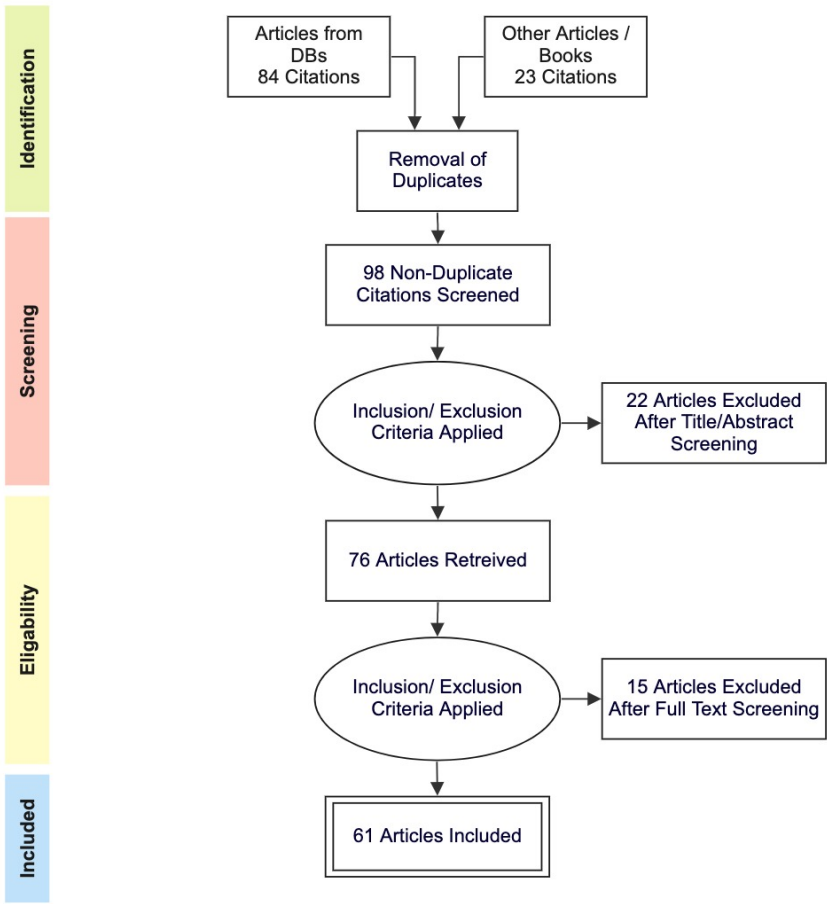 Identification
Articles from
DBs
84 Citations
Other Articles /
Books
23 Citations
Removal of
Duplicates
Screening
98 Non-Duplicate
Citations Screened
Inclusion/ Exclusion
Criteria Applied
22 Articles Excluded
After Title/Abstract
Screening
Eligability
76 Articles Retreived
Inclusion/ Exclusion
Criteria Applied
15 Articles Excluded
After Full Text Screening
Included
61 Articles Included